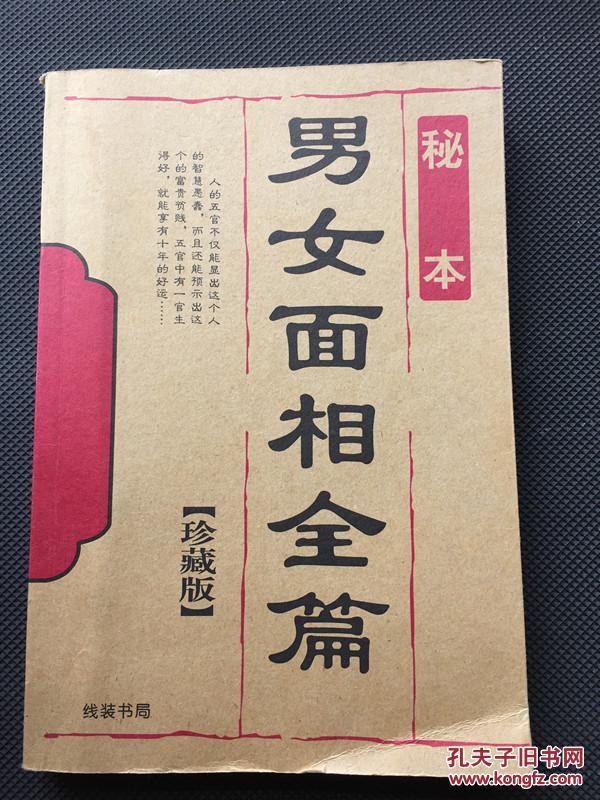 秘本
男女面相全篇
人的五官不仅能显出这个人
的智慧愚蠢，而且还能预示出这
个的富贵贫贱，五官中有一官生
得好，就能享有十年的好运……
【珍藏版】
线装书局
孔夫子旧书网
www.kongfz.com